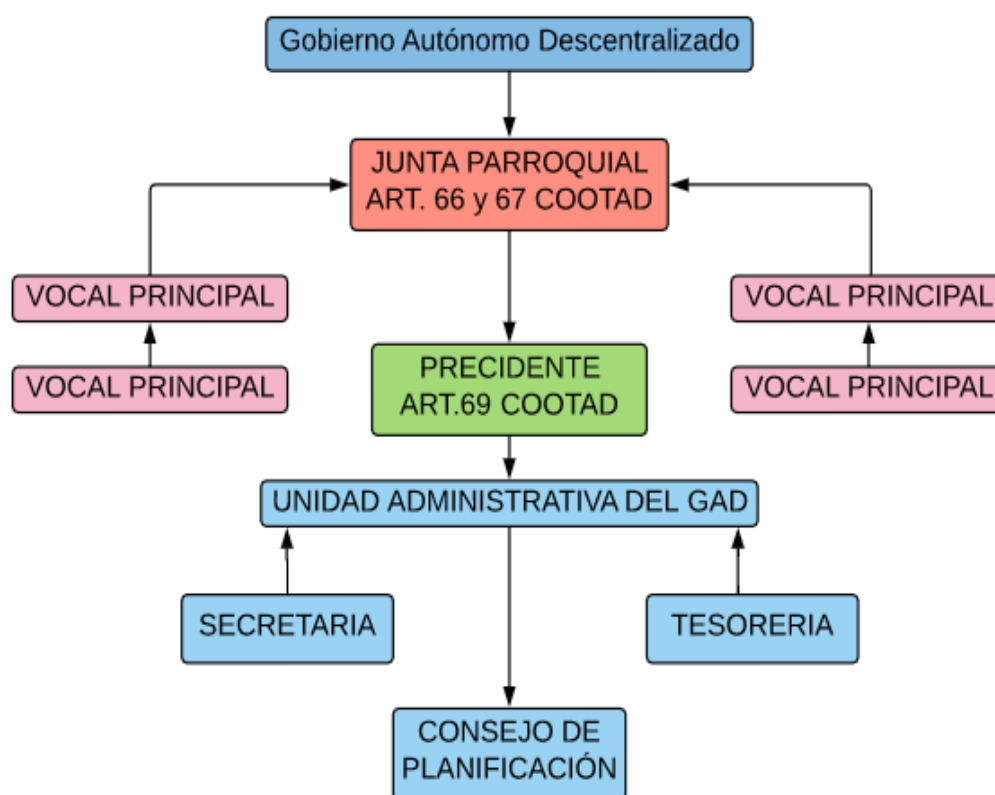 Gobierno Autónomo Descentralizado
JUNTA PARROQUIAL
ART. 66 y 67 COOTAD
VOCAL PRINCIPAL
VOCAL PRINCIPAL
VOCAL PRINCIPAL
VOCAL PRINCIPAL
PRECIDENTE
ART.69 COOTAD
UNIDAD ADMINISTRATIVA DEL GAD
SECRETARIA
TESORERIA
CONSEJO DE
PLANIFICACIÓN